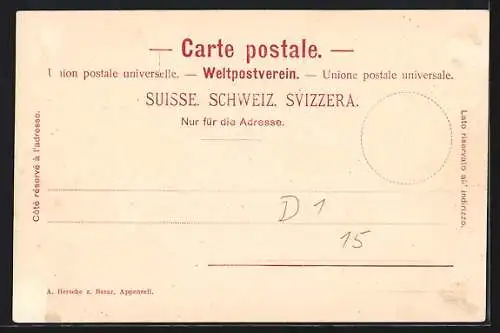 — Carte postale. —
Union postale universelle. — Weltpostverein. — Unione postale universale.
SUISSE. SCHWEIZ. SVIZZERA.
Nur für die Adresse.
Côté réservé à l'adresse.
Lato riservato all' indirizzo.
D 1
15
A. Hersche z. Bazar, Appenzell.